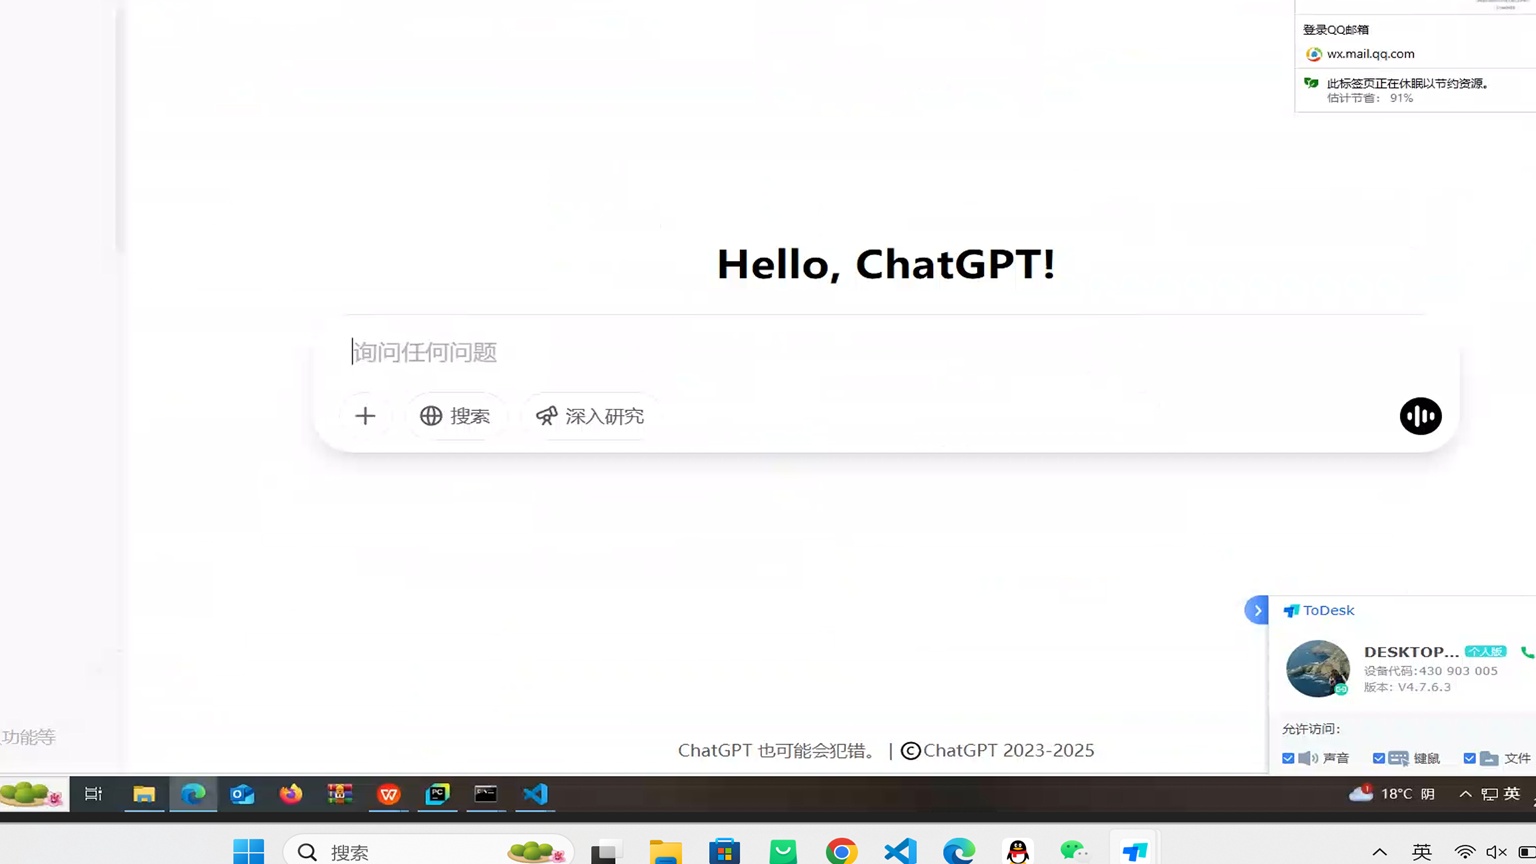 登录QQ邮箱
wx.mail.qq.com
此标签页正在休眠以节约资源。
估计节省： 91%
Hello, ChatGPT!
询问任何问题
搜索
深入研究
ToDesk
DESKTOP... 个人版
设备代码:430 903 005
版本: V4.7.6.3
允许访问:
声音 键鼠 文件
功能等
ChatGPT 也可能会犯错。 | ©ChatGPT 2023-2025
18°C 阴
英
搜索
英